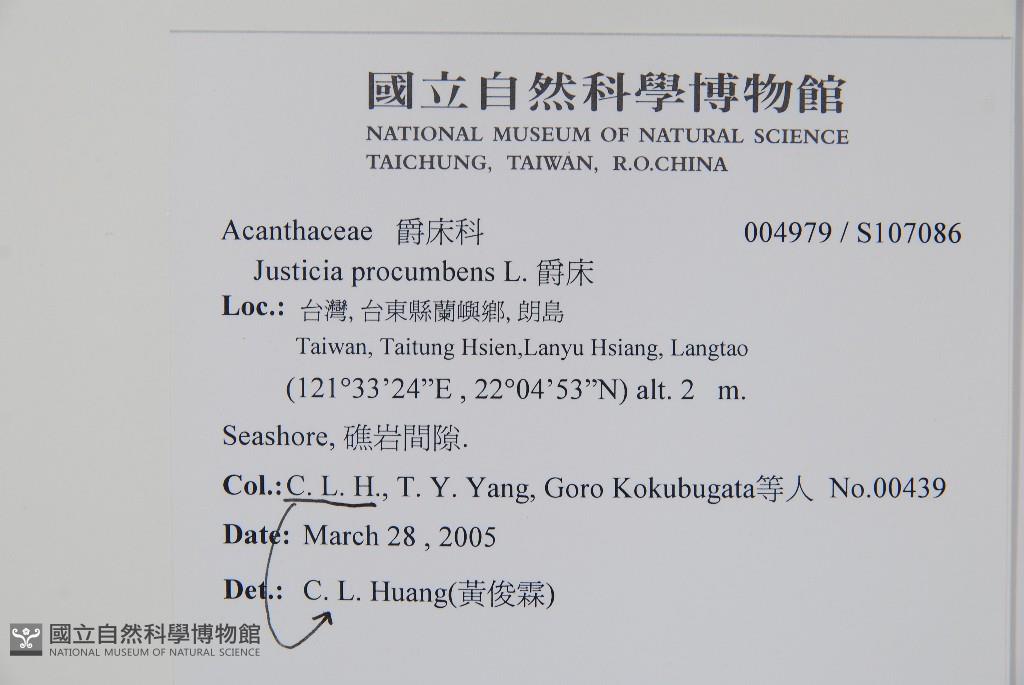 國立自然科學博物館
NATIONAL MUSEUM OF NATURAL SCIENCE
TAICHUNG, TAIWAN, R.O.CHINA
Acanthaceae 爵床科 004979 / S107086
Justicia procumbens L. 爵床
Loc.: 台灣, 台東縣蘭嶼鄉, 朗島
Taiwan, Taitung Hsien,Lanyu Hsiang, Langtao
(121°33’24”E , 22°04’53”N) alt. 2 m.
Seashore, 礁岩間隙.
Col.:C. L. H., T. Y. Yang, Goro Kokubugata等人 No.00439
Date: March 28 , 2005
Det.: C. L. Huang(黃俊霖)
國立自然科學博物館
NATIONAL MUSEUM OF NATURAL SCIENCE